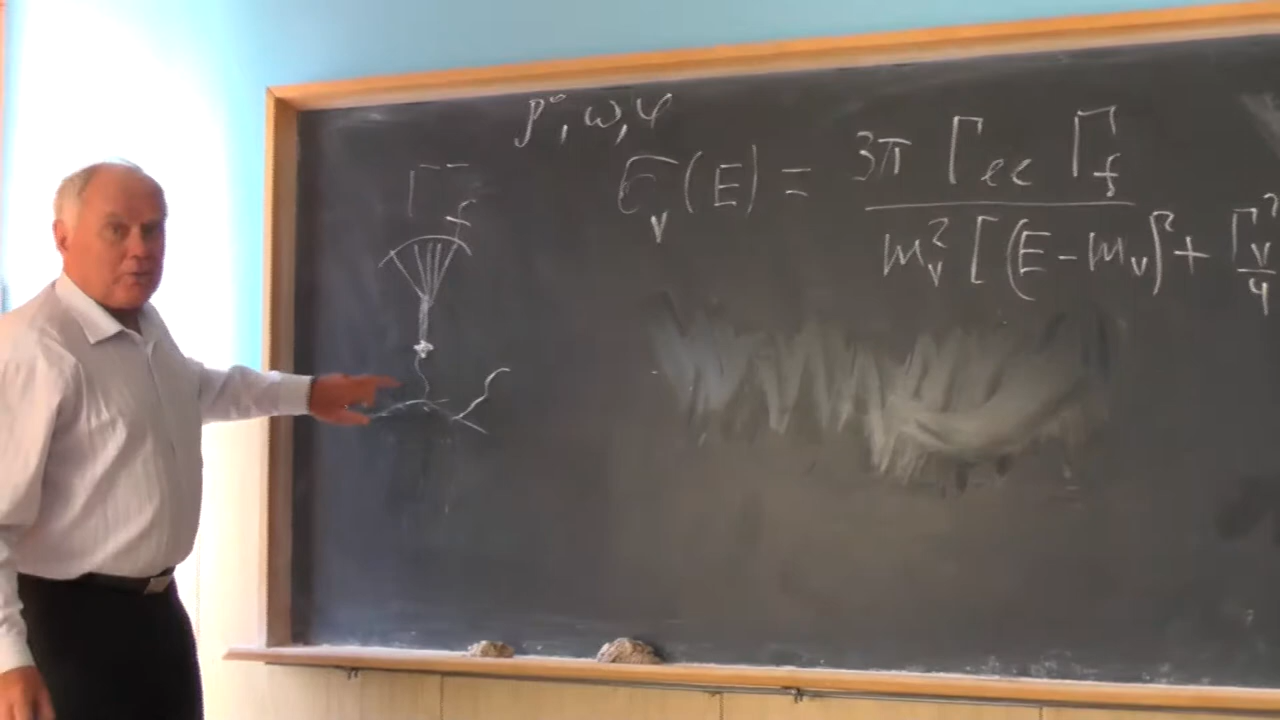 ρ°, ω, φ
Γ_f
σ_v(E) = 3π Γ_ee Γ_f / m_v² [(E - m_v)² + Γ_v²/4